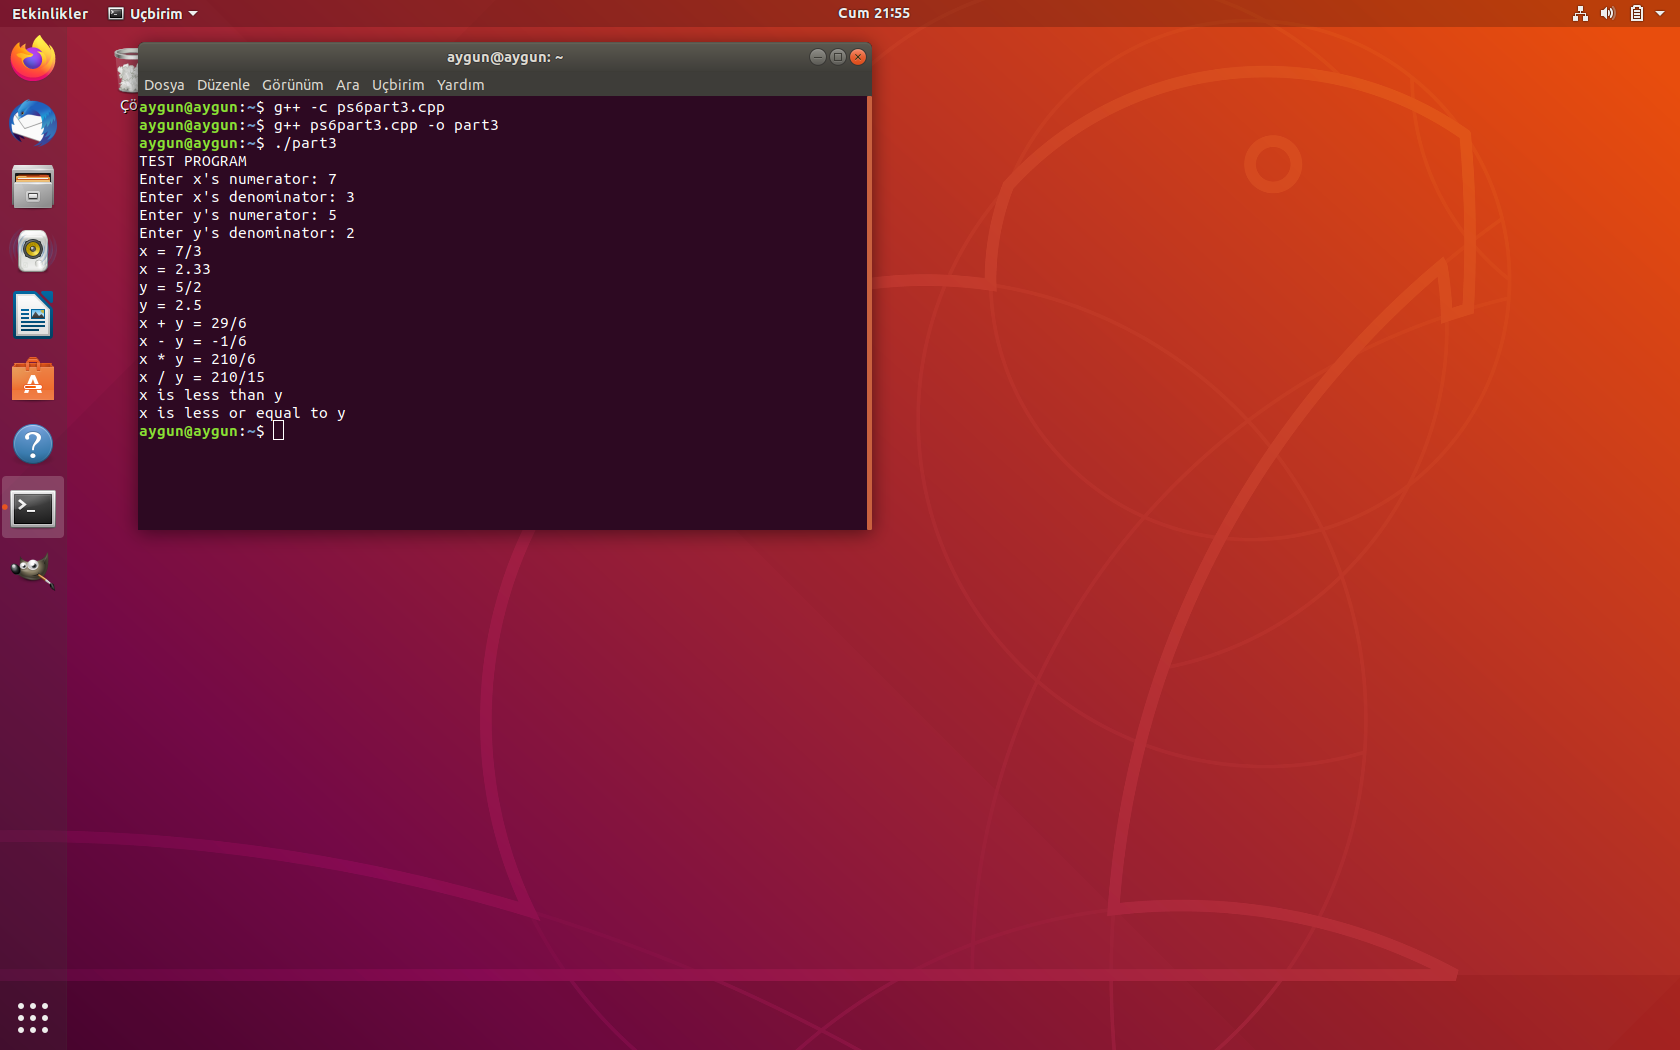 Etkinlikler Uçbirim Cum 21:55
aygun@aygun: ~
Dosya Düzenle Görünüm Ara Uçbirim Yardım
Çö
aygun@aygun:~$ g++ -c ps6part3.cpp
aygun@aygun:~$ g++ ps6part3.cpp -o part3
aygun@aygun:~$ ./part3
TEST PROGRAM
Enter x's numerator: 7
Enter x's denominator: 3
Enter y's numerator: 5
Enter y's denominator: 2
x = 7/3
x = 2.33
y = 5/2
y = 2.5
x + y = 29/6
x - y = -1/6
x * y = 210/6
x / y = 210/15
x is less than y
x is less or equal to y
aygun@aygun:~$